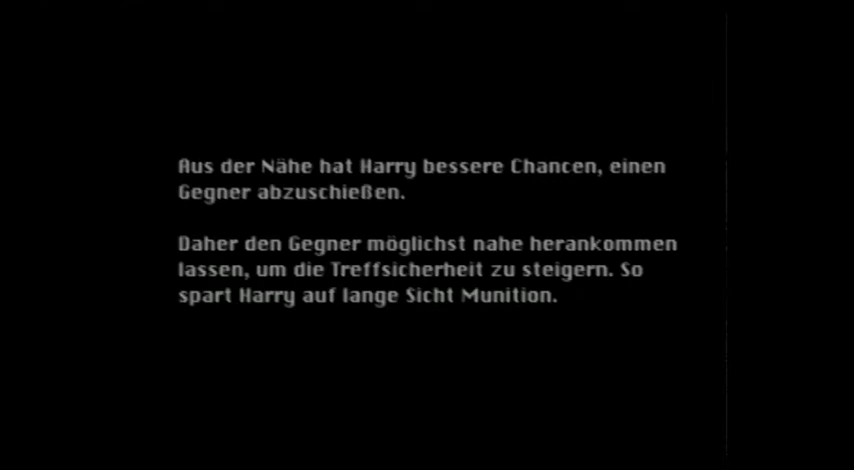 Aus der Nähe hat Harry bessere Chancen, einen
Gegner abzuschießen.
Daher den Gegner möglichst nahe herankommen
lassen, um die Treffsicherheit zu steigern. So
spart Harry auf lange Sicht Munition.